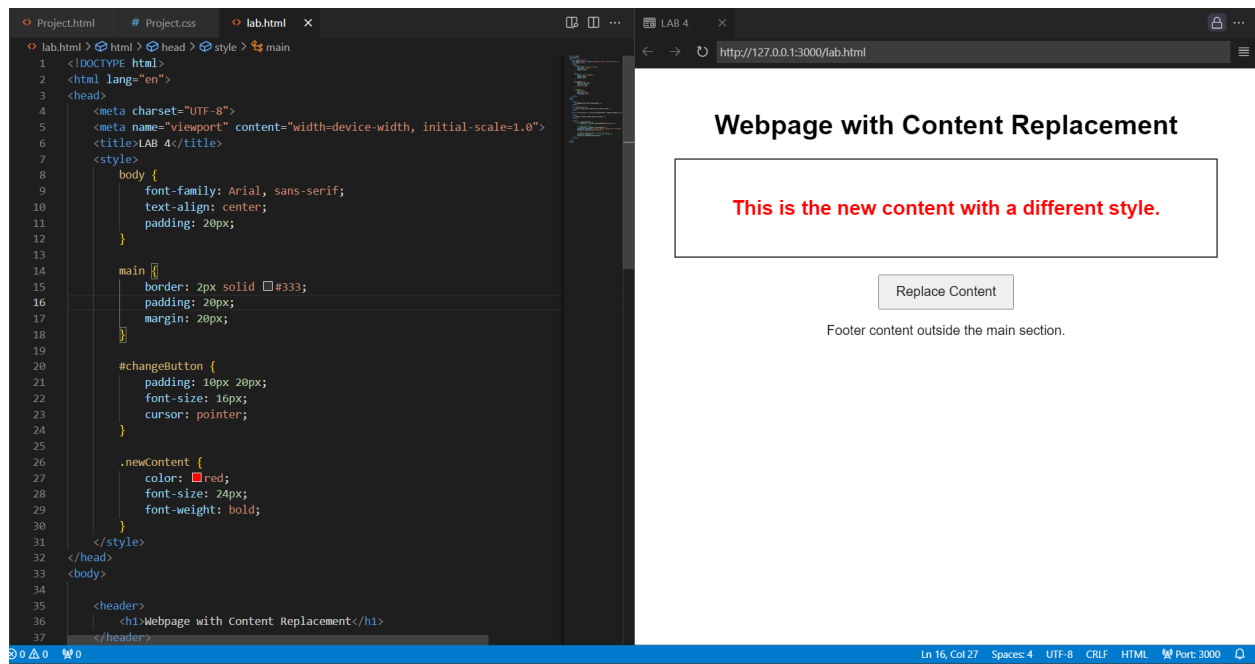 Project.html # Project.css lab.html ×
lab.html > html > head > style > main
1 <!DOCTYPE html>
2 <html lang="en">
3 <head>
4 <meta charset="UTF-8">
5 <meta name="viewport" content="width=device-width, initial-scale=1.0">
6 <title>LAB 4</title>
7 <style>
8 body {
9 font-family: Arial, sans-serif;
10 text-align: center;
11 padding: 20px;
12 }
13
14 main {
15 border: 2px solid #333;
16 padding: 20px;
17 margin: 20px;
18 }
19
20 #changeButton {
21 padding: 10px 20px;
22 font-size: 16px;
23 cursor: pointer;
24 }
25
26 .newContent {
27 color: red;
28 font-size: 24px;
29 font-weight: bold;
30 }
31 </style>
32 </head>
33 <body>
34
35 <header>
36 <h1>Webpage with Content Replacement</h1>
37 </header>
LAB 4 ×
http://127.0.0.1:3000/lab.html
Webpage with Content Replacement
This is the new content with a different style.
Replace Content
Footer content outside the main section.
0 0 0 Ln 16, Col 27 Spaces: 4 UTF-8 CRLF HTML Port: 3000